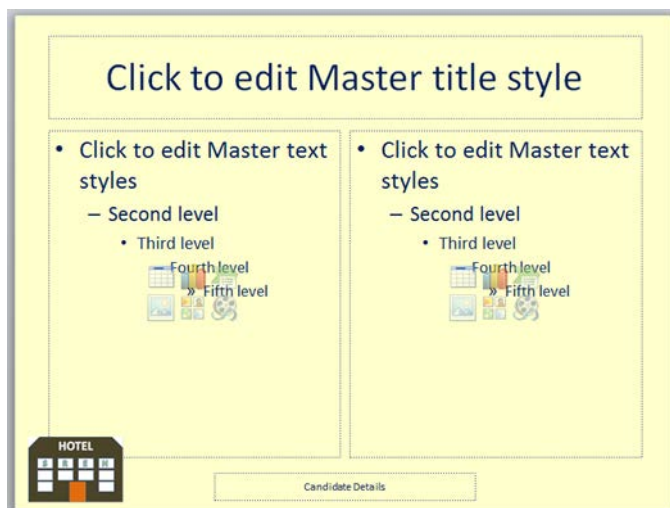 Click to edit Master title style
• Click to edit Master text
styles
– Second level
• Third level
Fourth level
» Fifth level
• Click to edit Master text
styles
– Second level
• Third level
Fourth level
» Fifth level
HOTEL
Candidate Details